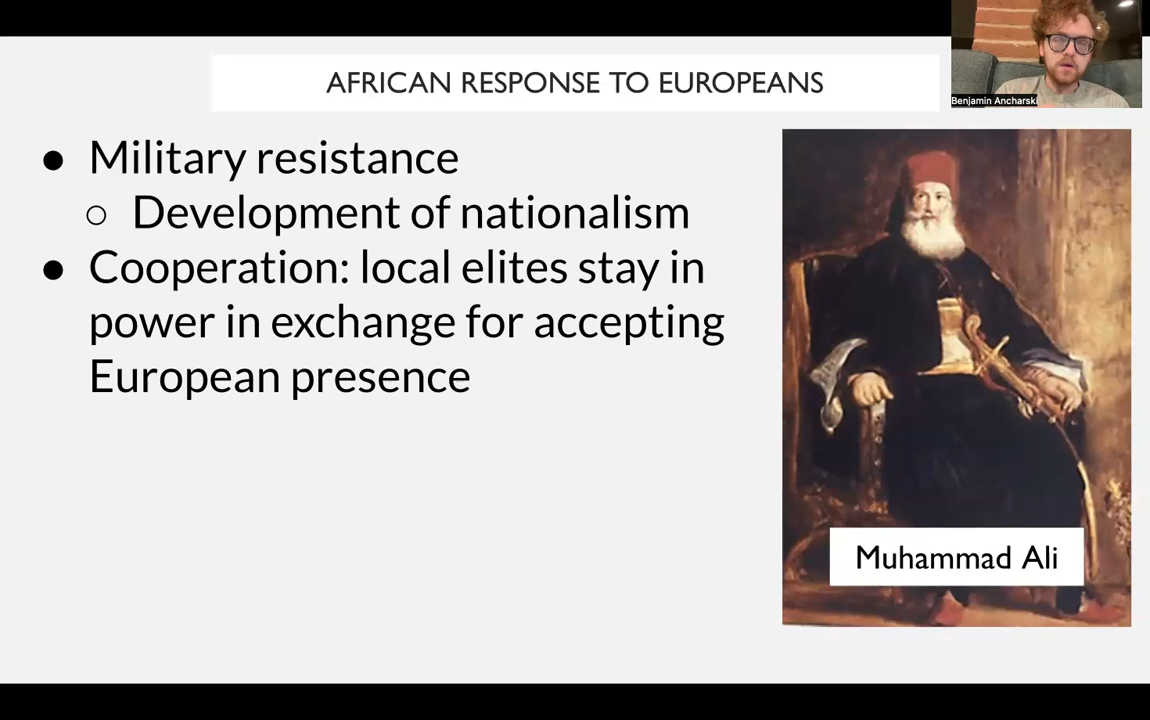 AFRICAN RESPONSE TO EUROPEANS
Benjamin Ancharski
● Military resistance
○ Development of nationalism
● Cooperation: local elites stay in
power in exchange for accepting
European presence
Muhammad Ali